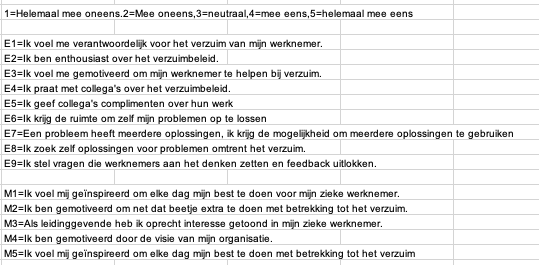 1=Helemaal mee oneens.2=Mee oneens,3=neutraal,4=mee eens,5=helemaal mee eens
E1=Ik voel me verantwoordelijk voor het verzuim van mijn werknemer.
E2=Ik ben enthousiast over het verzuimbeleid.
E3=Ik voel me gemotiveerd om mijn werknemer te helpen bij verzuim.
E4=Ik praat met collega's over het verzuimbeleid.
E5=Ik geef collega's complimenten over hun werk
E6=Ik krijg de ruimte om zelf mijn problemen op te lossen
E7=Een probleem heeft meerdere oplossingen, ik krijg de mogelijkheid om meerdere oplossingen te gebruiken
E8=Ik zoek zelf oplossingen voor problemen omtrent het verzuim.
E9=Ik stel vragen die werknemers aan het denken zetten en feedback uitlokken.
M1=Ik voel mij geïnspireerd om elke dag mijn best te doen voor mijn zieke werknemer.
M2=Ik ben gemotiveerd om net dat beetje extra te doen met betrekking tot het verzuim.
M3=Als leidinggevende heb ik oprecht interesse getoond in mijn zieke werknemer.
M4=Ik ben gemotiveerd door de visie van mijn organisatie.
M5=Ik voel mij geïnspireerd om elke dag mijn best te doen met betrekking tot het verzuim